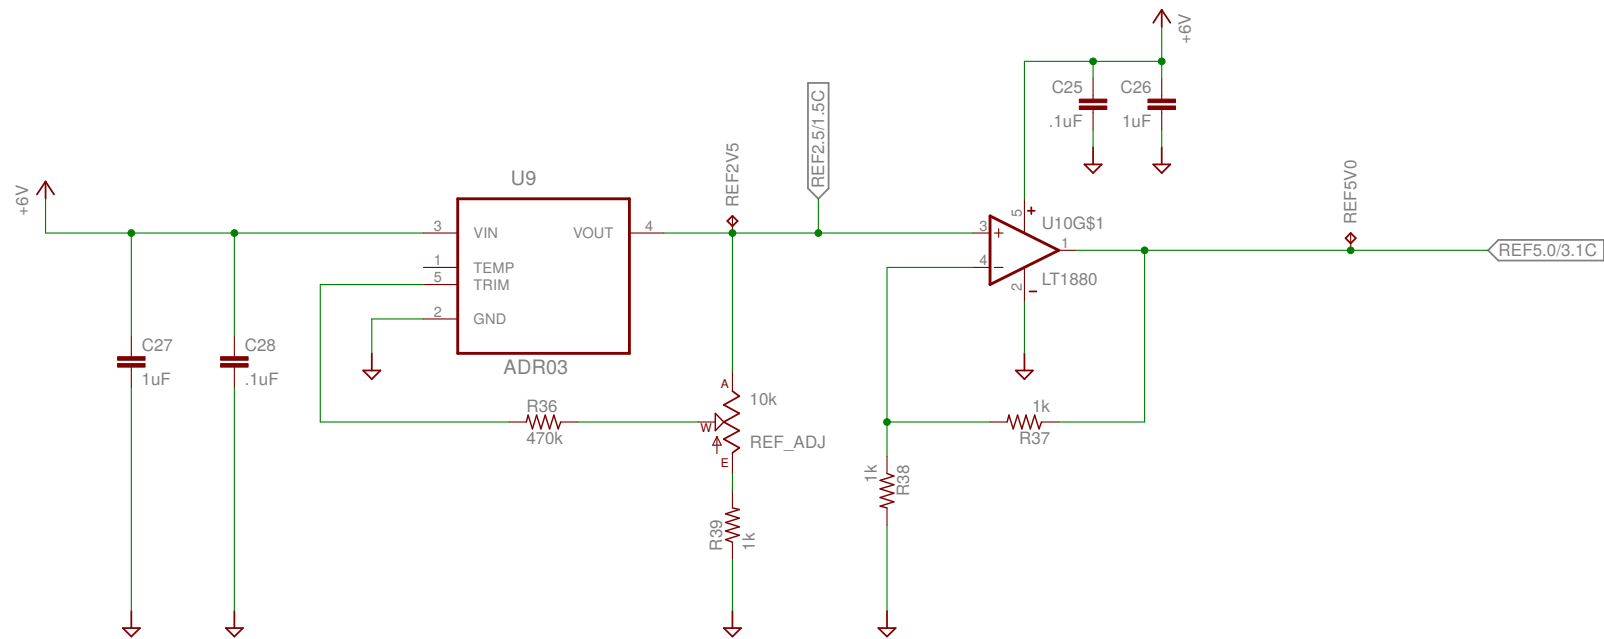 +6V
C25
.1uF
C26
1uF
REF2.5/1.5C
REF2V5
REF5V0
+6V
U9
3
VIN
VOUT
4
1
TEMP
5
TRIM
2
GND
ADR03
3
+
4
−
5
+
U10G$1
1
LT1880
2
−
REF5.0/3.1C
C27
1uF
C28
.1uF
R36
470k
A
10k
W
REF_ADJ
E
1k
R37
1k
R38
R39
1k